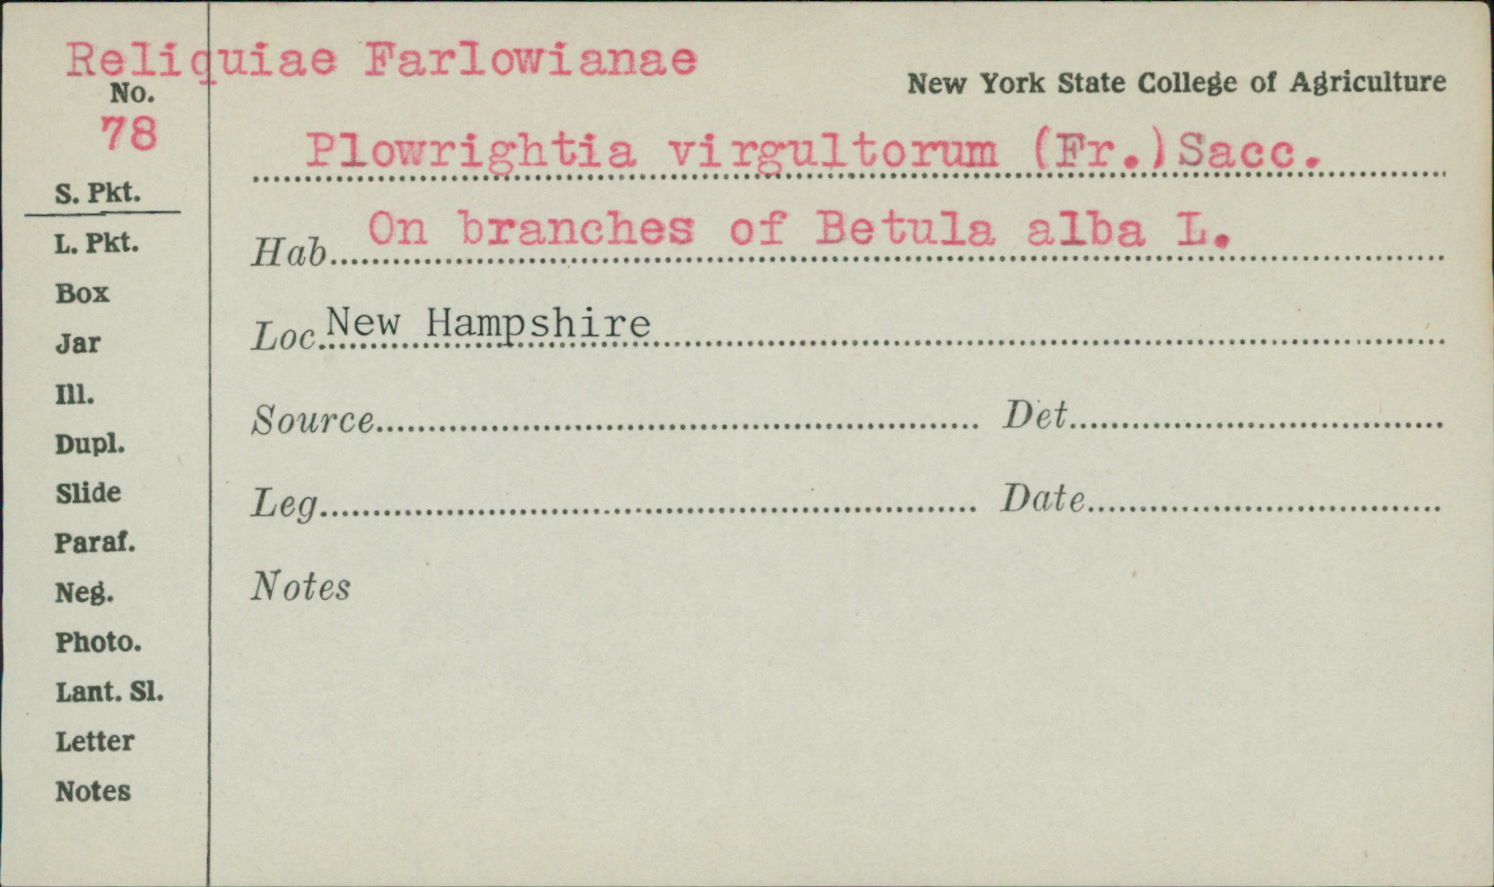 Reliquiae Farlowianae
No.
78
New York State College of Agriculture
Plowrightia virgultorum (Fr.)Sacc.
S. Pkt.
L. Pkt.
Box
Jar
Ill.
Dupl.
Slide
Paraf.
Neg.
Photo.
Lant. Sl.
Letter
Notes
Hab. On branches of Betula alba L.
Loc. New Hampshire
Source Det.
Leg. Date
Notes